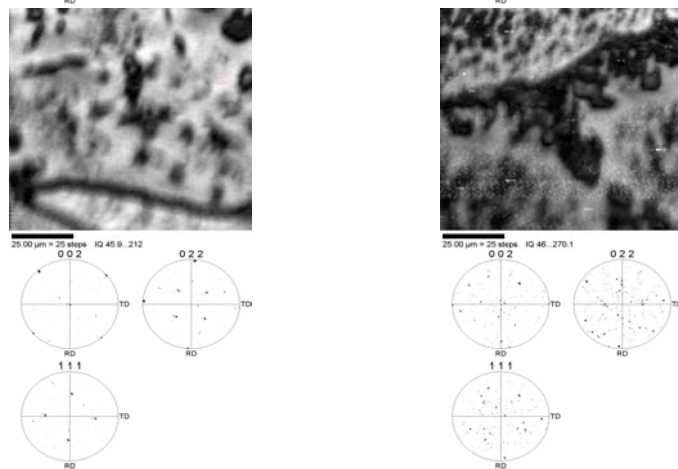 RD
RD
25.00 µm = 25 steps IQ 45.9...212
25.00 µm = 25 steps IQ 46...270.1
0 0 2
0 2 2
0 0 2
0 2 2
TD
TD
TD
TD
RD
RD
RD
RD
1 1 1
1 1 1
TD
TD
RD
RD